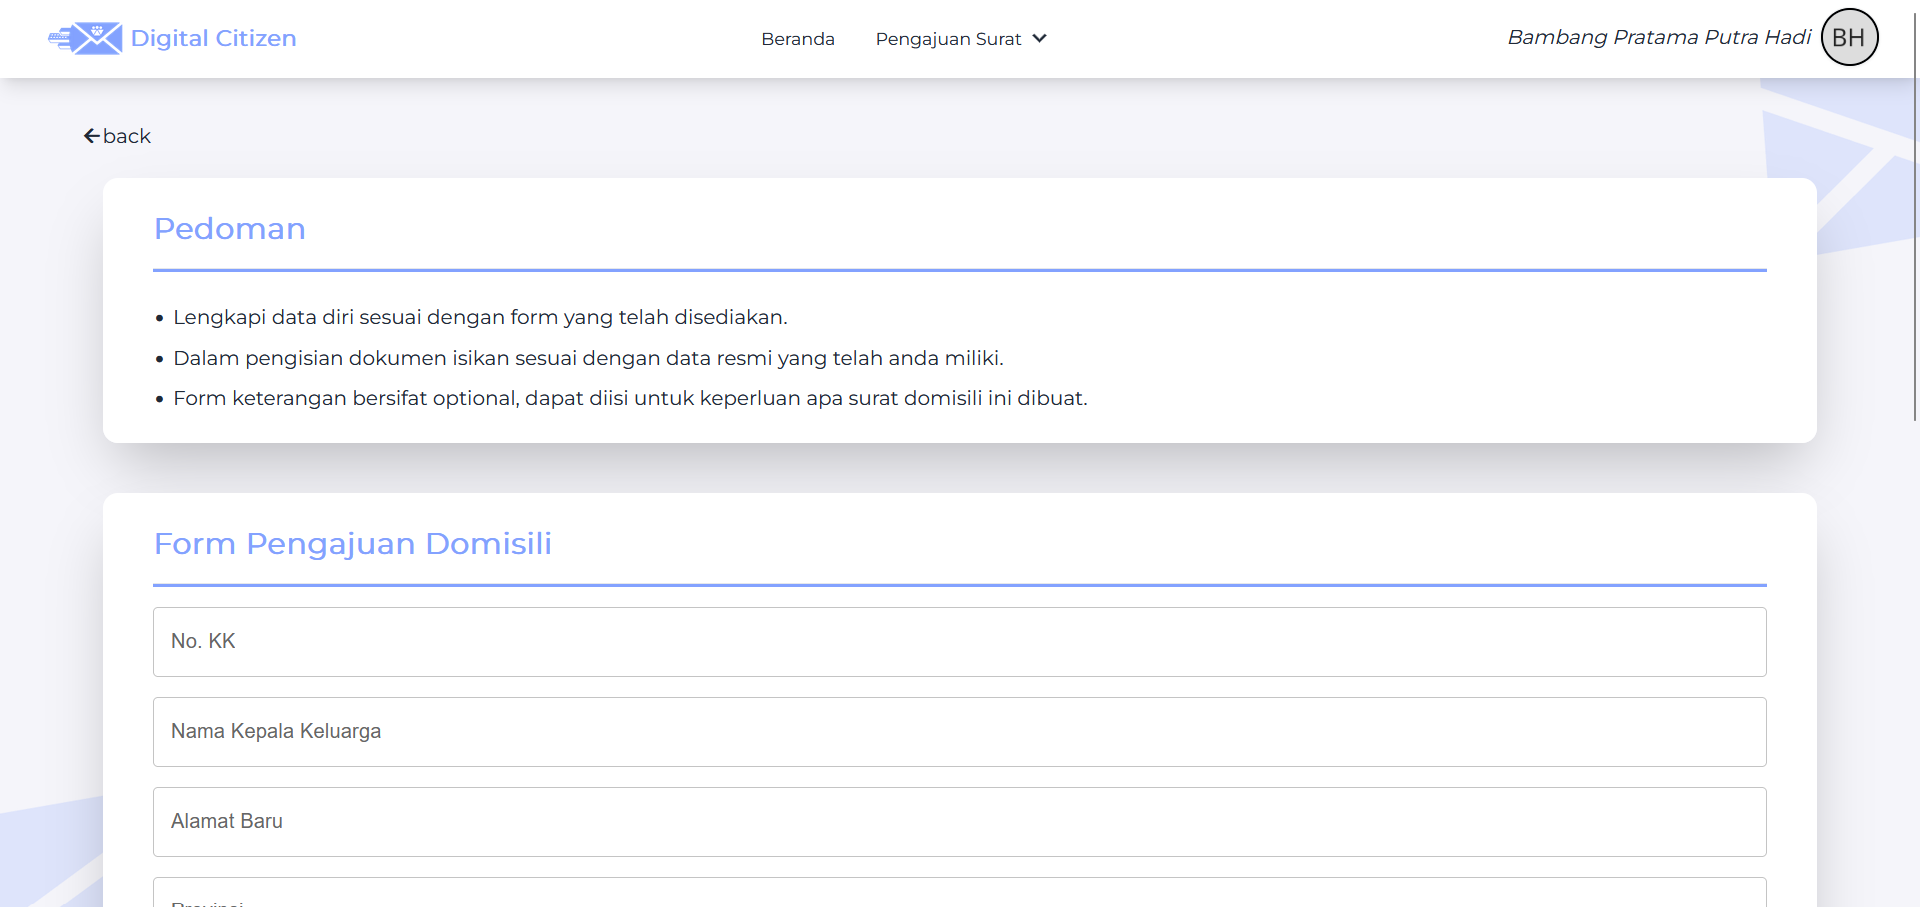 Digital Citizen
Beranda
Pengajuan Surat
Bambang Pratama Putra Hadi
BH
back
Pedoman
• Lengkapi data diri sesuai dengan form yang telah disediakan.
• Dalam pengisian dokumen isikan sesuai dengan data resmi yang telah anda miliki.
• Form keterangan bersifat optional, dapat diisi untuk keperluan apa surat domisili ini dibuat.
Form Pengajuan Domisili
No. KK
Nama Kepala Keluarga
Alamat Baru
Provinsi